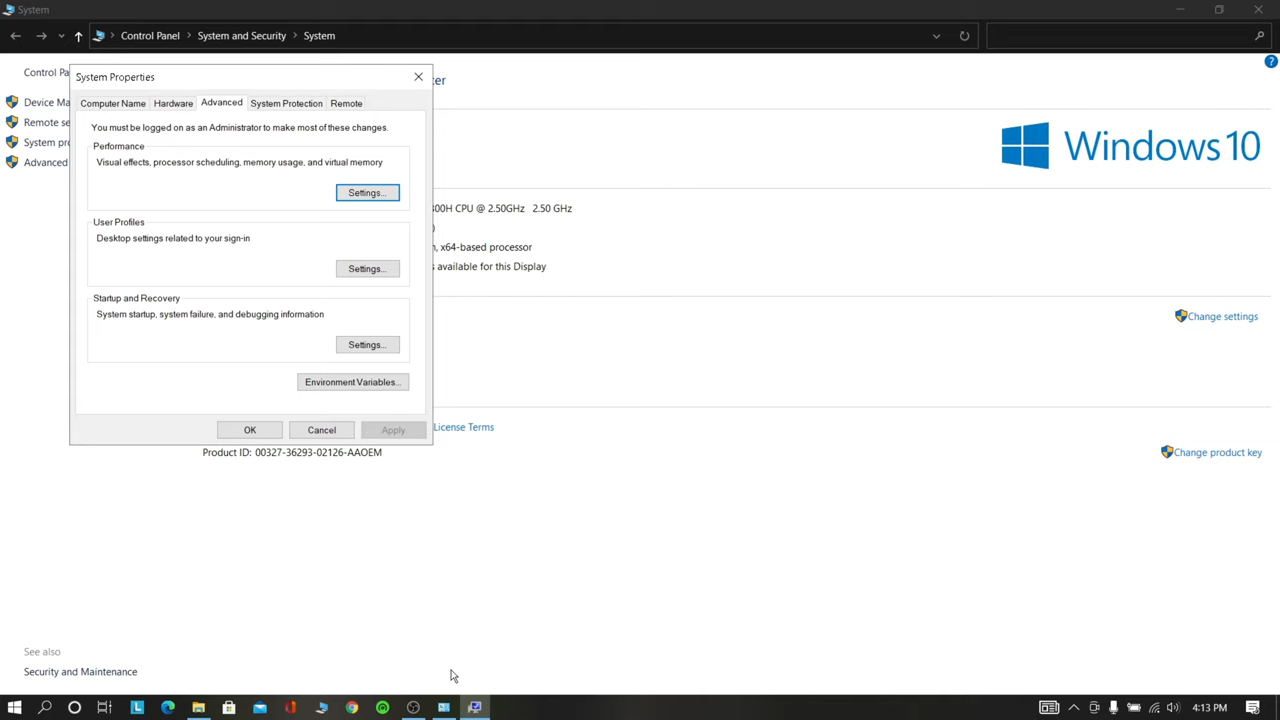 System
Control Panel > System and Security > System
Control Pa
System Properties
ter
Computer Name Hardware Advanced System Protection Remote
Device Ma
You must be logged on as an Administrator to make most of these changes.
Remote se
Performance
System pro
Visual effects, processor scheduling, memory usage, and virtual memory
Advanced
Windows 10
Settings...
300H CPU @ 2.50GHz 2.50 GHz
User Profiles
)
Desktop settings related to your sign-in
, x64-based processor
Settings...
s available for this Display
Startup and Recovery
System startup, system failure, and debugging information
Change settings
Settings...
Environment Variables...
OK Cancel Apply
License Terms
Product ID: 00327-36293-02126-AAOEM
Change product key
See also
Security and Maintenance
4:13 PM